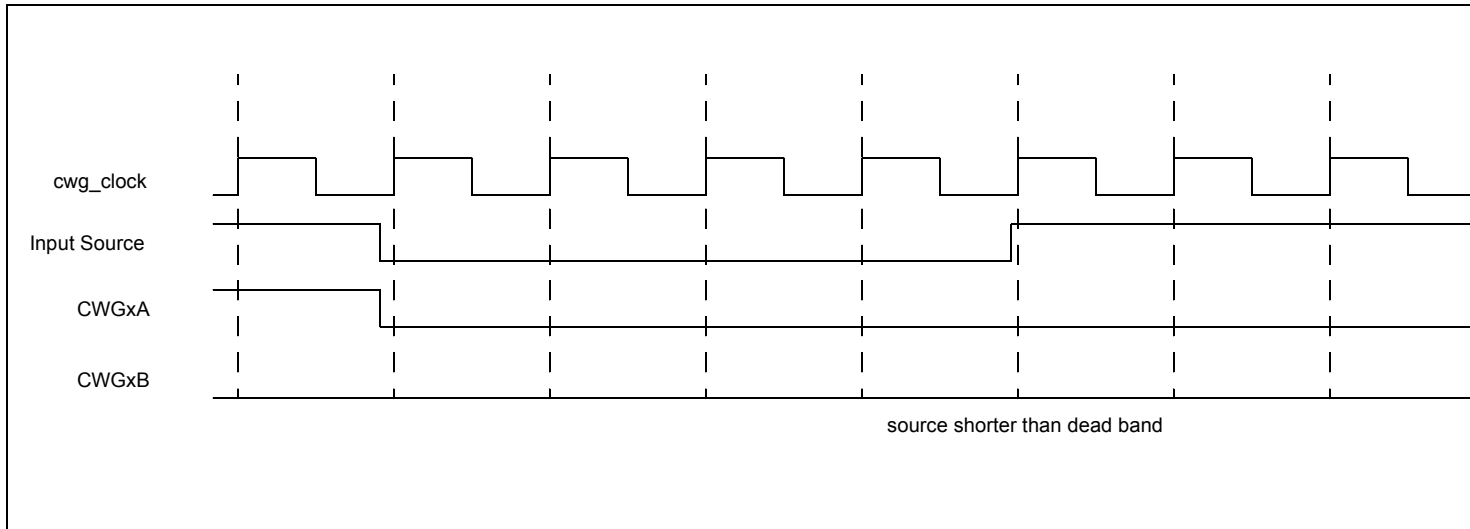 cwg_clock
Input Source
CWGxA
CWGxB
source shorter than dead band